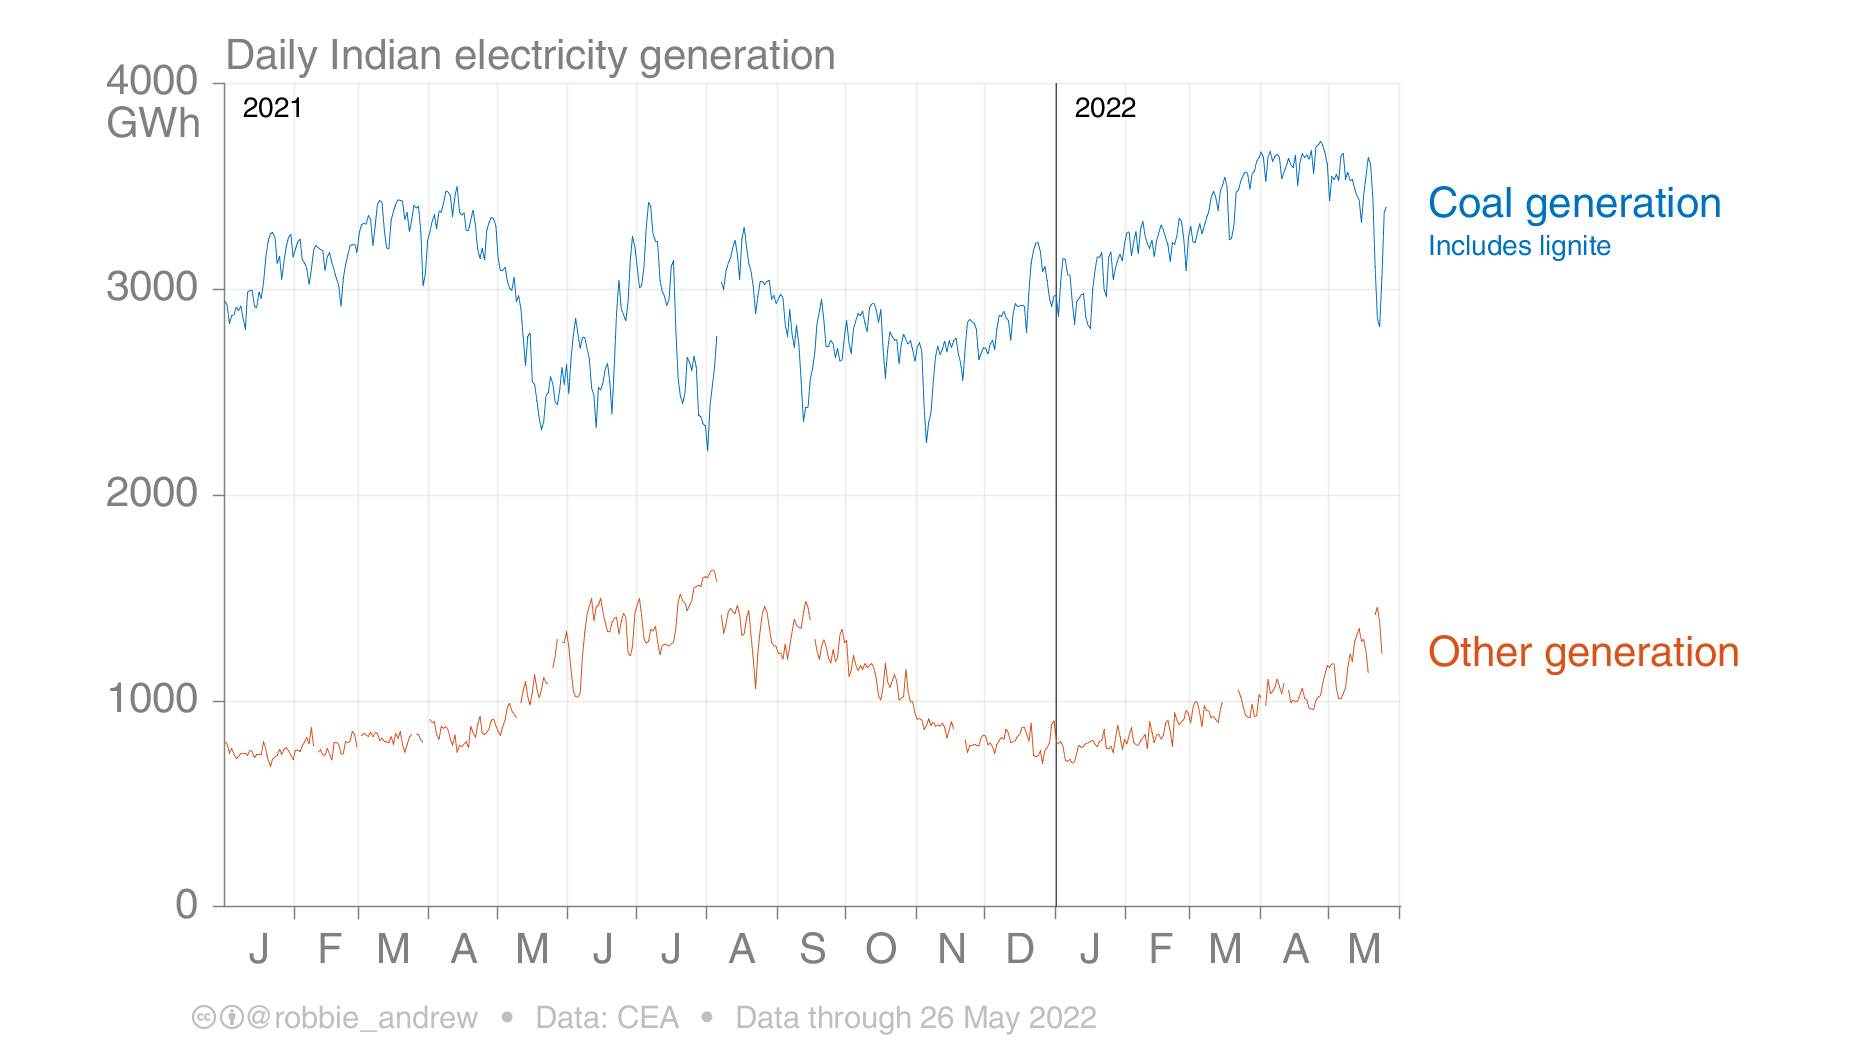 Daily Indian electricity generation
4000
GWh
2021
2022
Coal generation
Includes lignite
3000
2000
Other generation
1000
0
J F M A M J J A S O N D J F M A M
@robbie_andrew • Data: CEA • Data through 26 May 2022